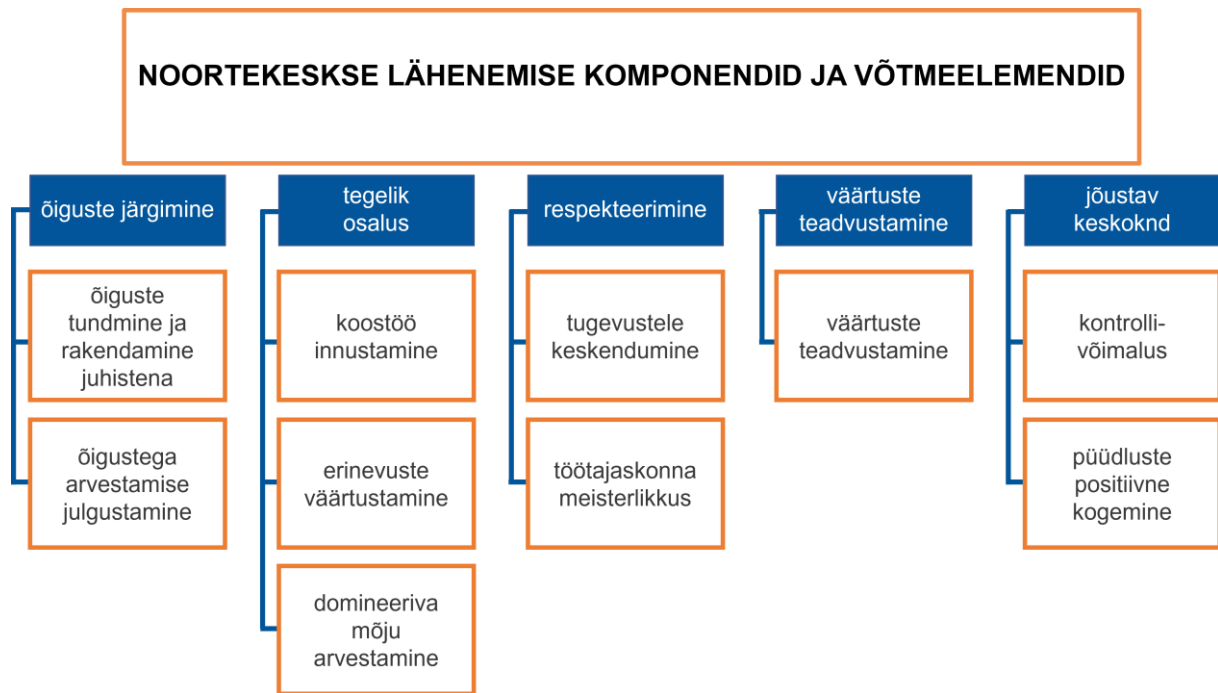 NOORTEKESKSE LÄHENEMISE KOMPONENDID JA VÕTMEELEMENDID
õiguste järgimine
õiguste
tundmine ja
rakendamine
juhistena
õigustega
arvestamise
julgustamine
tegelik
osalus
koostöö
innustamine
erinevuste
väärtustamine
domineeriva
mõju
arvestamine
respekteerimine
tugevustele
keskendumine
töötajaskonna
meisterlikkus
väärtuste
teadvustamine
väärtuste
teadvustamine
jõustav
keskoknd
kontrolli-
võimalus
püüdluste
positiivne
kogemine